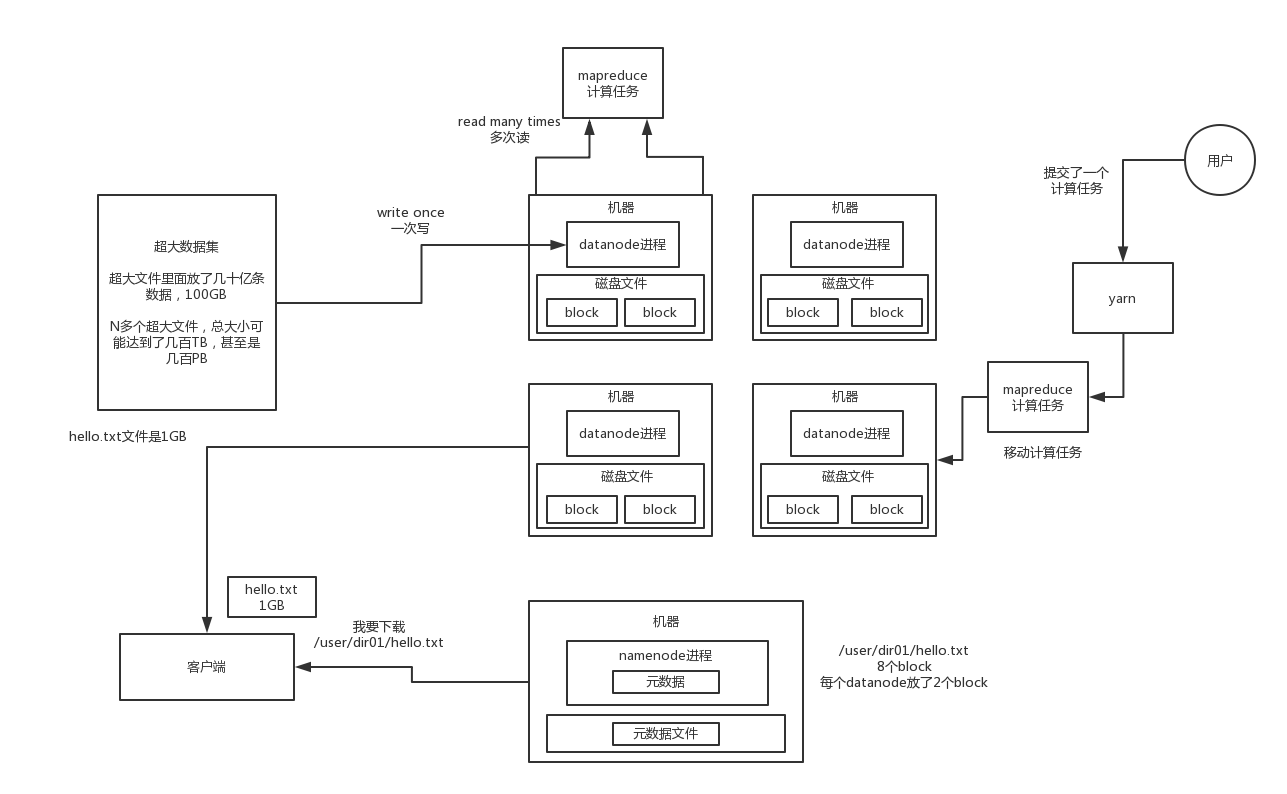 mapreduce
计算任务
read many times
多次读
用户
提交了一个
计算任务
write once
一次写
超大数据集
超大文件里面放了几十亿条
数据，100GB
N多个超大文件，总大小可
能达到了几百TB，甚至是
几百PB
机器
datanode进程
磁盘文件
block
block
机器
datanode进程
磁盘文件
block
block
yarn
mapreduce
计算任务
移动计算任务
hello.txt文件是1GB
机器
datanode进程
磁盘文件
block
block
机器
datanode进程
磁盘文件
block
block
hello.txt
1GB
客户端
我要下载
/user/dir01/hello.txt
机器
namenode进程
元数据
元数据文件
/user/dir01/hello.txt
8个block
每个datanode放了2个block